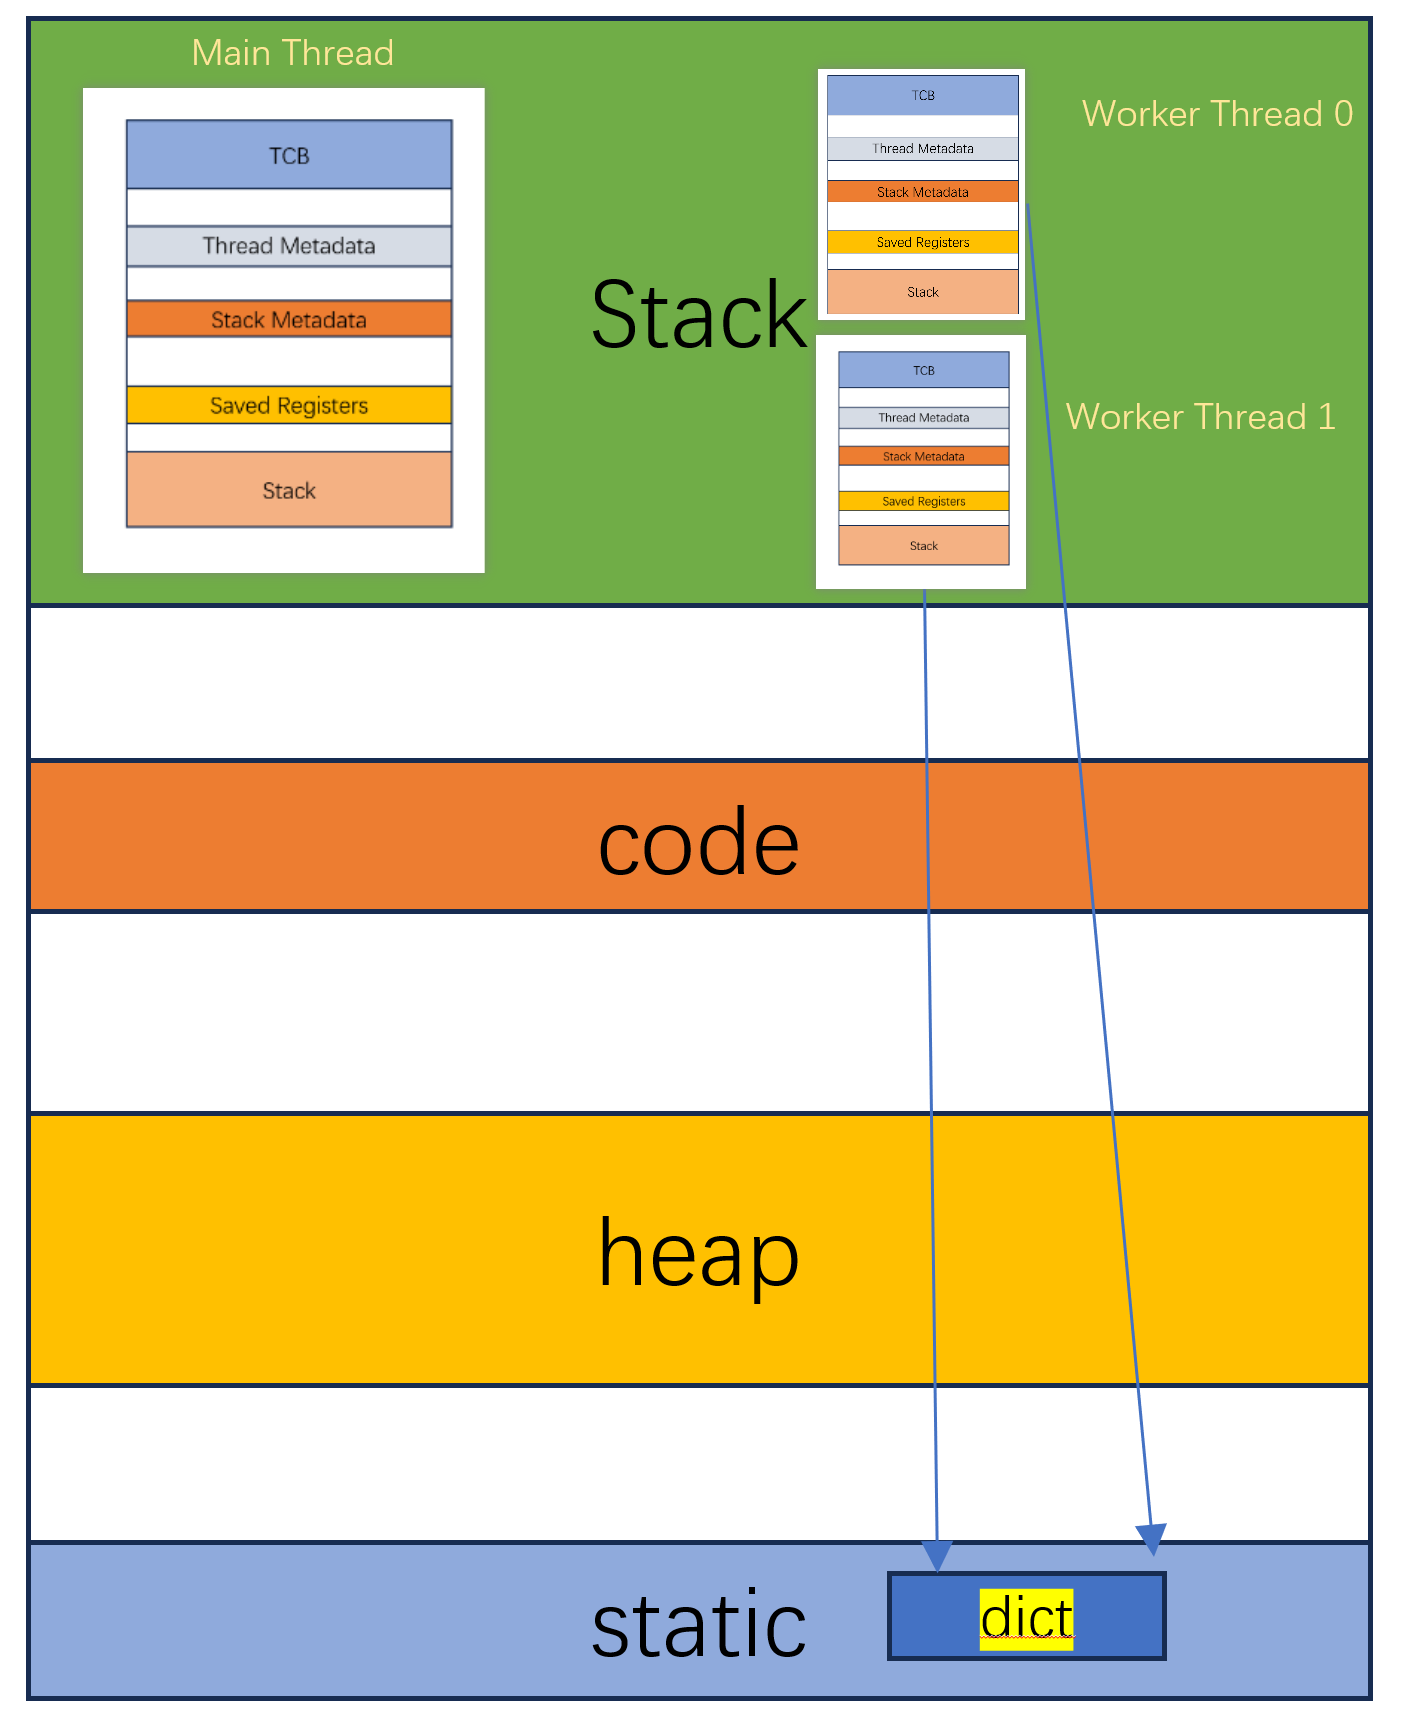 Main Thread
TCB
Thread Metadata
Stack Metadata
Saved Registers
Stack
Stack
TCB
Thread Metadata
Stack Metadata
Saved Registers
Stack
Worker Thread 0
TCB
Thread Metadata
Stack Metadata
Saved Registers
Stack
Worker Thread 1
code
heap
static
dict